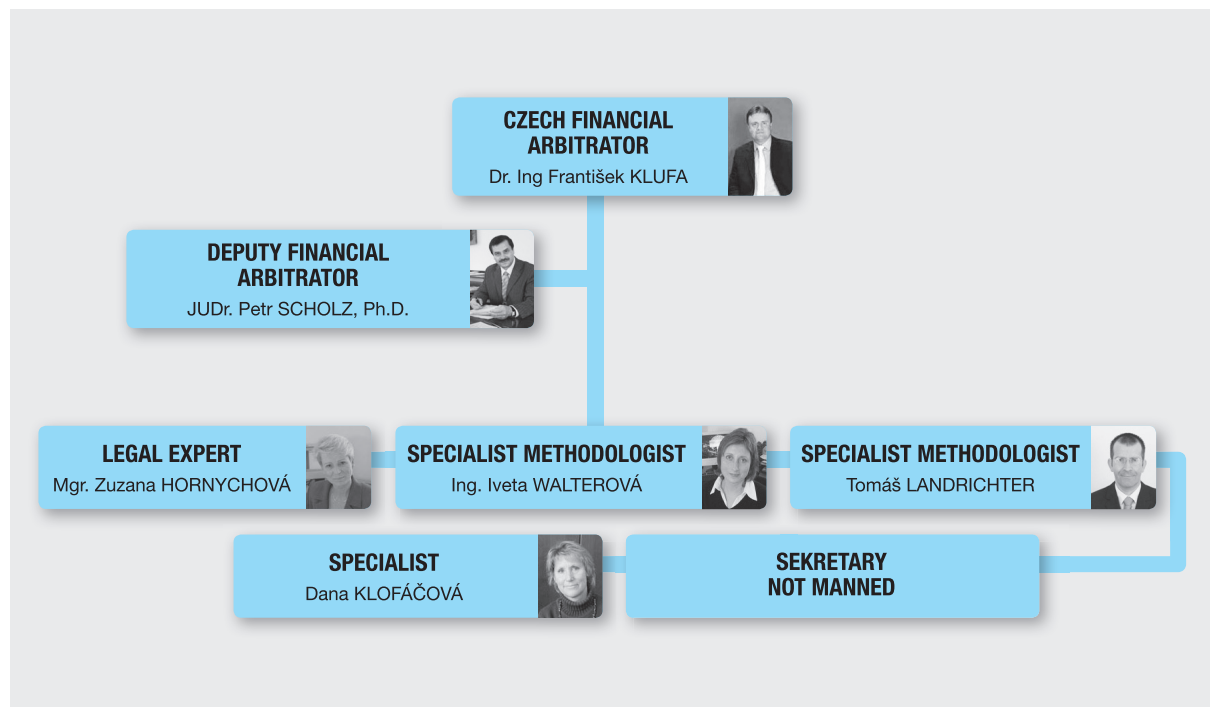 CZECH FINANCIAL
ARBITRATOR
Dr. Ing František KLUFA
DEPUTY FINANCIAL
ARBITRATOR
JUDr. Petr SCHOLZ, Ph.D.
LEGAL EXPERT
Mgr. Zuzana HORNYCHOVÁ
SPECIALIST METHODOLOGIST
Ing. Iveta WALTEROVÁ
SPECIALIST METHODOLOGIST
Tomáš LANDRICHTER
SPECIALIST
Dana KLOFÁČOVÁ
SEKRETARY
NOT MANNED